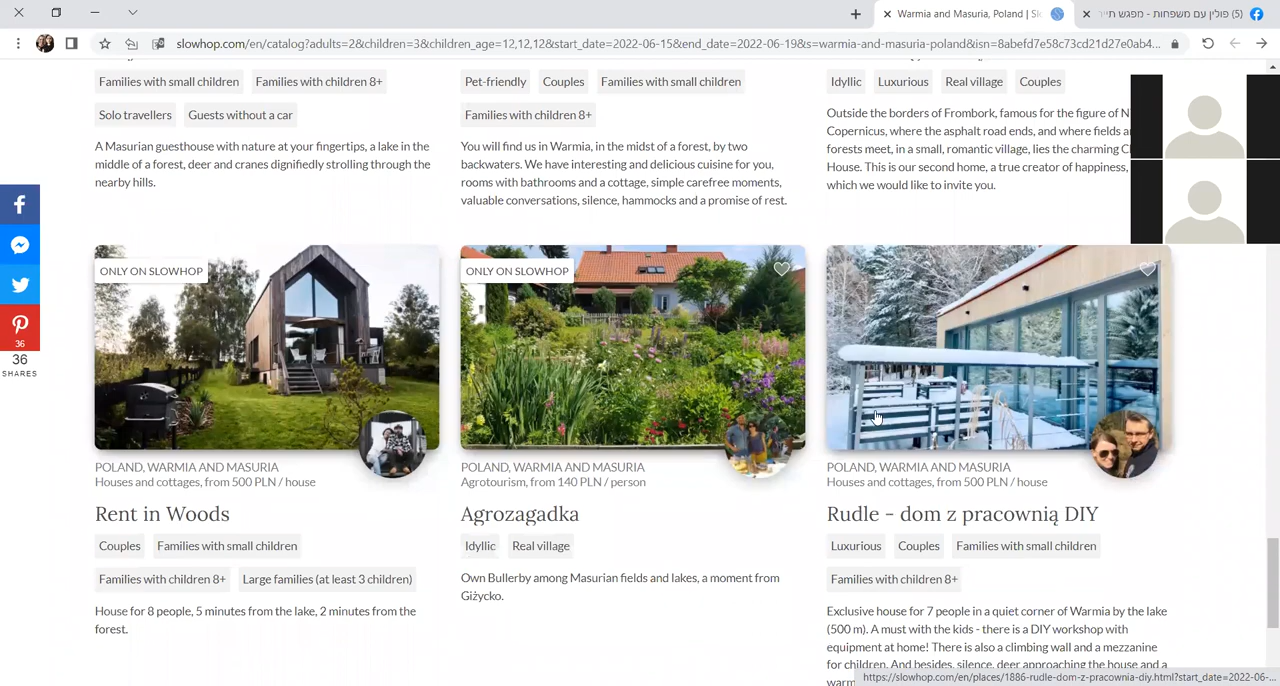 Warmia and Masuria, Poland | Sl
(5) פולין עם משפחות - מפגש תייר
slowhop.com/en/catalog?adults=2&children=3&children_age=12,12,12&start_date=2022-06-15&end_date=2022-06-19&s=warmia-and-masuria-poland&isn=8abefd7e58c73cd21d27e0ab4...
Families with small children
Families with children 8+
Solo travellers
Guests without a car
A Masurian guesthouse with nature at your fingertips, a lake in the
middle of a forest, deer and cranes dignifiedly strolling through the
nearby hills.
Pet-friendly
Couples
Families with small children
Families with children 8+
You will find us in Warmia, in the midst of a forest, by two
backwaters. We have interesting and delicious cuisine for you,
rooms with bathrooms and a cottage, simple carefree moments,
valuable conversations, silence, hammocks and a promise of rest.
Idyllic
Luxurious
Real village
Couples
Outside the borders of Frombork, famous for the figure of N
Copernicus, where the asphalt road ends, and where fields a
forests meet, in a small, romantic village, lies the charming C
House. This is our second home, a true creator of happiness,
which we would like to invite you.
36
36
SHARES
ONLY ON SLOWHOP
POLAND, WARMIA AND MASURIA
Houses and cottages, from 500 PLN / house
Rent in Woods
Couples
Families with small children
Families with children 8+
Large families (at least 3 children)
House for 8 people, 5 minutes from the lake, 2 minutes from the
forest.
ONLY ON SLOWHOP
POLAND, WARMIA AND MASURIA
Agrotourism, from 140 PLN / person
Agrozagadka
Idyllic
Real village
Own Bullerby among Masurian fields and lakes, a moment from
Giżycko.
POLAND, WARMIA AND MASURIA
Houses and cottages, from 500 PLN / house
Rudle - dom z pracownią DIY
Luxurious
Couples
Families with small children
Families with children 8+
Exclusive house for 7 people in a quiet corner of Warmia by the lake
(500 m). A must with the kids - there is a DIY workshop with
equipment at home! There is also a climbing wall and a mezzanine
for children. And besides, silence, deer approaching the house and a
warm
https://slowhop.com/en/places/1886-rudle-dom-z-pracownia-diy.html?start_date=2022-06-...